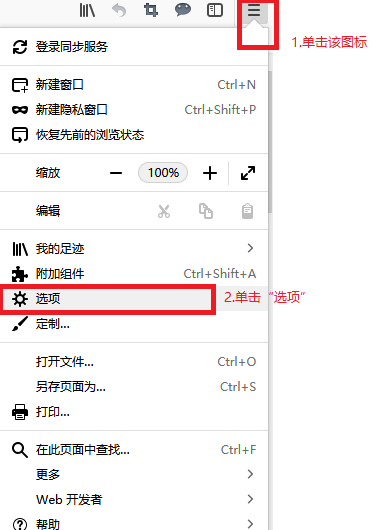 1.单击该图标
登录同步服务
新建窗口 Ctrl+N
新建隐私窗口 Ctrl+Shift+P
恢复先前的浏览状态
缩放 100%
编辑
我的足迹
附加组件 Ctrl+Shift+A
选项 2.单击“选项”
定制...
打开文件... Ctrl+O
另存页面为... Ctrl+S
打印...
在此页面中查找... Ctrl+F
更多
Web 开发者
帮助